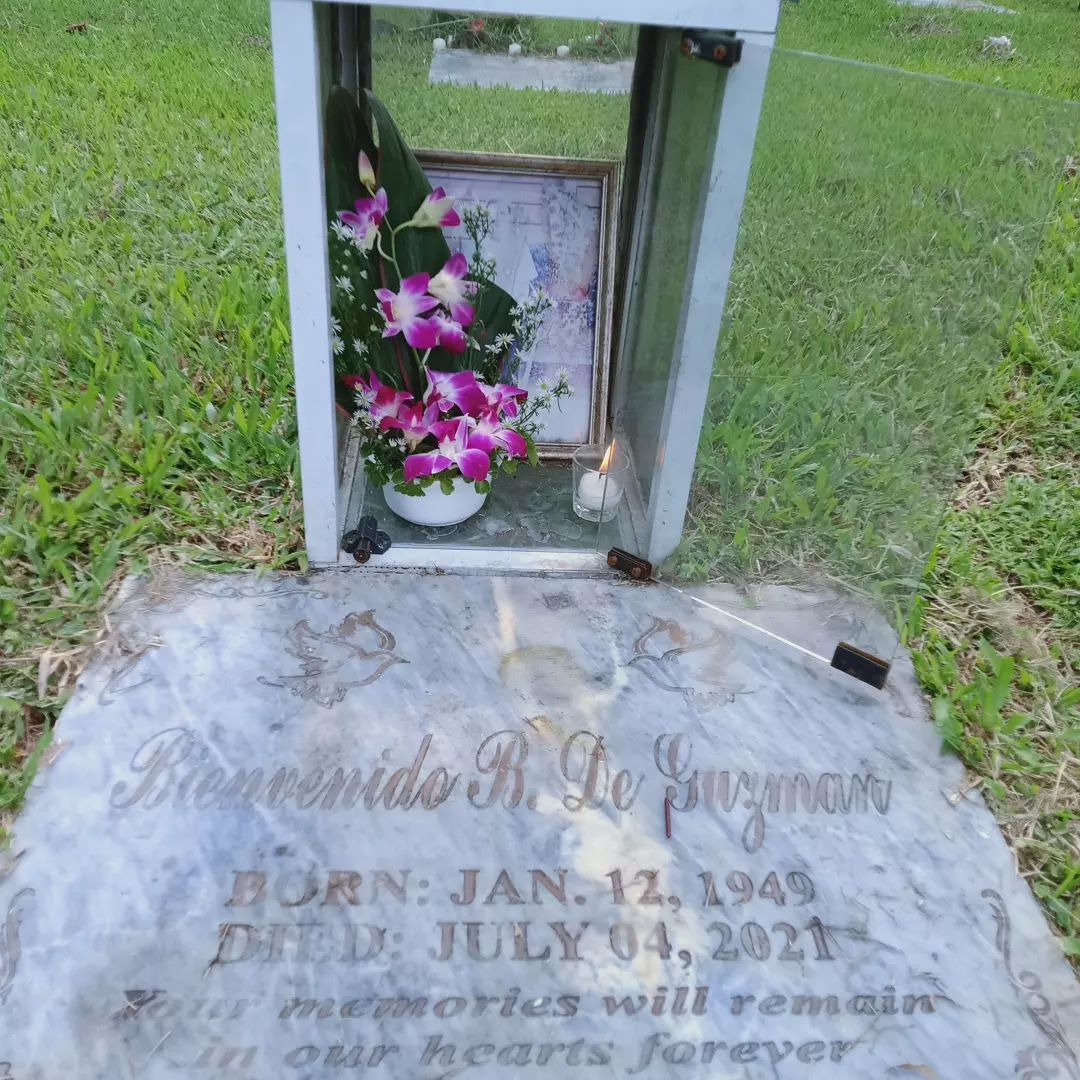 Bienvenido B. De Guzman
BORN: JAN. 12, 1949
DIED: JULY 04, 2021
Your memories will remain
in our hearts forever